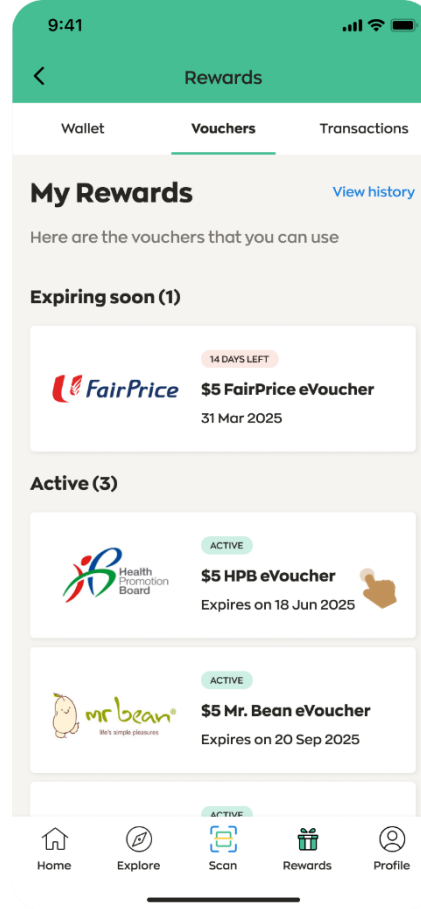 9:41
Rewards
Wallet Vouchers Transactions
My Rewards
View history
Here are the vouchers that you can use
Expiring soon (1)
14 DAYS LEFT
FairPrice
$5 FairPrice eVoucher
31 Mar 2025
Active (3)
ACTIVE
Health
Promotion
Board
$5 HPB eVoucher
Expires on 18 Jun 2025
ACTIVE
mr bean®
life's simple pleasures
$5 Mr. Bean eVoucher
Expires on 20 Sep 2025
ACTIVE
Home Explore Scan Rewards Profile